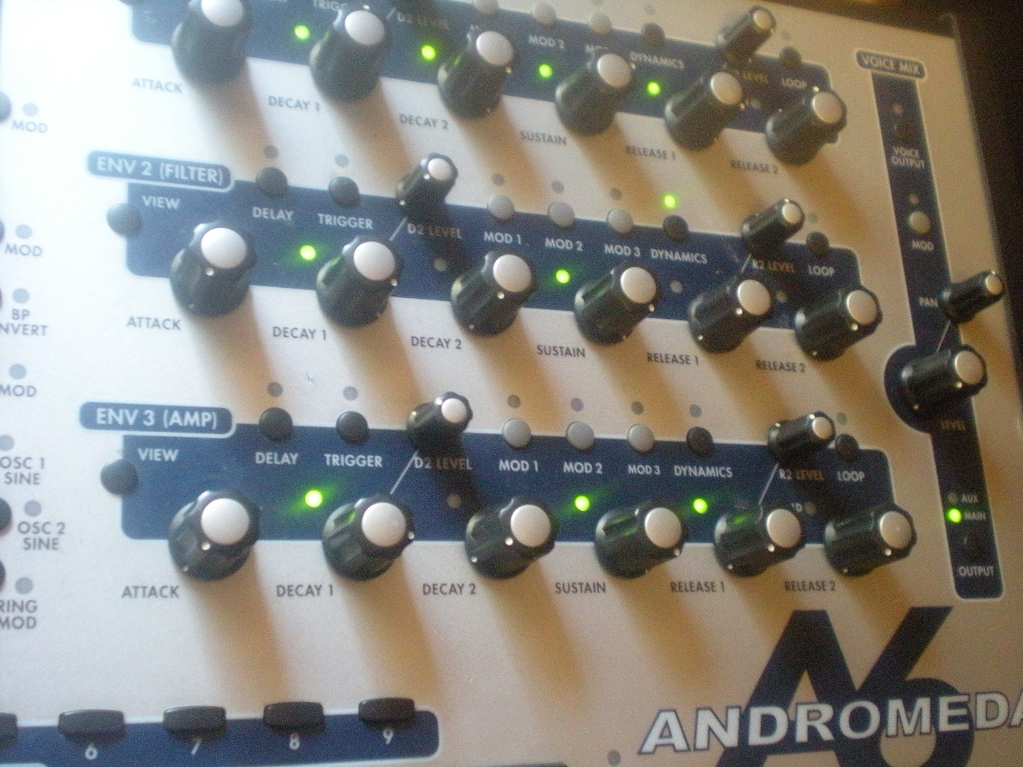 D2 LEVEL
MOD 2
DYNAMICS
LEVEL
LOOP
VOICE MIX
ATTACK
DECAY 1
DECAY 2
SUSTAIN
RELEASE 1
RELEASE 2
MOD
VOICE
OUTPUT
ENV 2 (FILTER)
VIEW
DELAY
TRIGGER
D2 LEVEL
MOD 1
MOD 2
MOD 3
DYNAMICS
R2 LEVEL
LOOP
MOD
MOD
PAN
BP
NVERT
ATTACK
DECAY 1
DECAY 2
SUSTAIN
RELEASE 1
RELEASE 2
MOD
ENV 3 (AMP)
VIEW
DELAY
TRIGGER
D2 LEVEL
MOD 1
MOD 2
MOD 3
DYNAMICS
R2 LEVEL
LOOP
LEVEL
OSC 1
SINE
OSC 2
SINE
AUX
MAIN
OUTPUT
ATTACK
DECAY 1
DECAY 2
SUSTAIN
RELEASE 1
RELEASE 2
RING
MOD
A6
ANDROMEDA
6
7
8
9